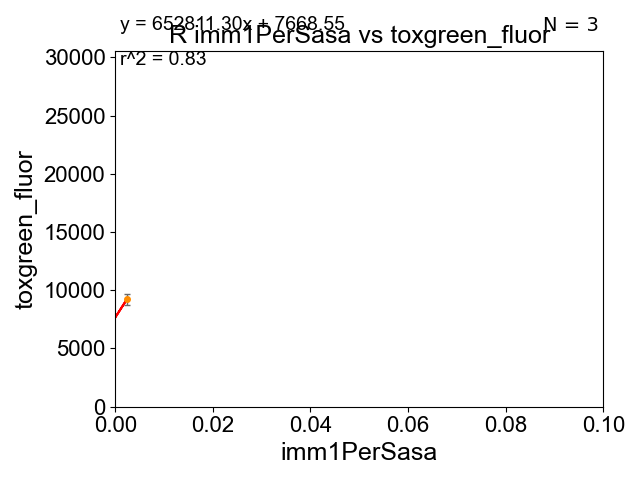 y = 652811.30x + 7668.55
N = 3
R imm1PerSasa vs toxgreen_fluor
r^2 = 0.83
30000
25000
20000
15000
10000
5000
0
toxgreen_fluor
0.00 0.02 0.04 0.06 0.08 0.10
imm1PerSasa